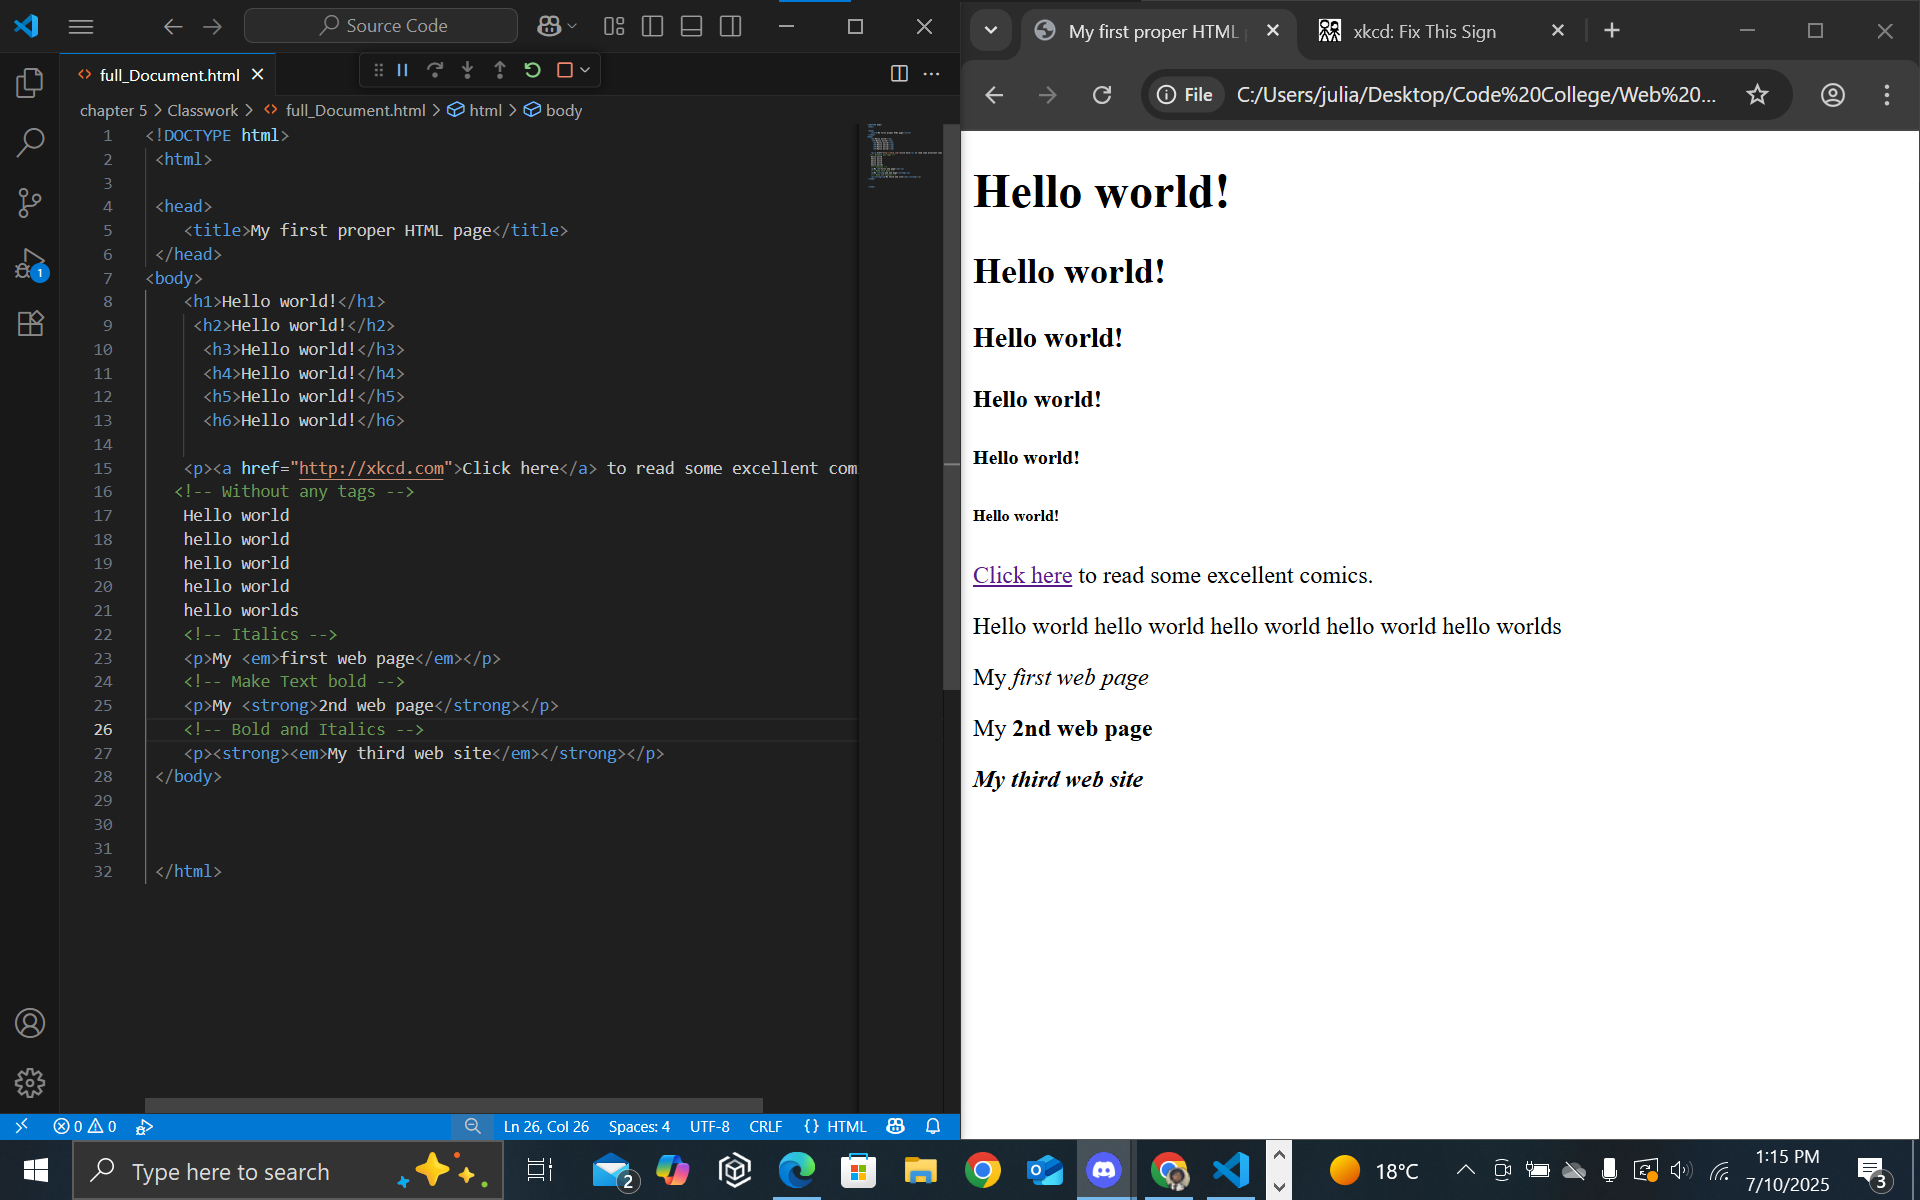 Source Code
full_Document.html
chapter 5 > Classwork > full_Document.html > html > body
1 <!DOCTYPE html>
2 <html>
3
4 <head>
5 <title>My first proper HTML page</title>
6 </head>
7 <body>
8 <h1>Hello world!</h1>
9 <h2>Hello world!</h2>
10 <h3>Hello world!</h3>
11 <h4>Hello world!</h4>
12 <h5>Hello world!</h5>
13 <h6>Hello world!</h6>
14
15 <p><a href="http://xkcd.com">Click here</a> to read some excellent com
16 <!-- Without any tags -->
17 Hello world
18 hello world
19 hello world
20 hello world
21 hello worlds
22 <!-- Italics -->
23 <p>My <em>first web page</em></p>
24 <!-- Make Text bold -->
25 <p>My <strong>2nd web page</strong></p>
26 <!-- Bold and Italics -->
27 <p><strong><em>My third web site</em></strong></p>
28 </body>
29
30
31
32 </html>
1
0 0 Ln 26, Col 26 Spaces: 4 UTF-8 CRLF {} HTML
My first proper HTML
xkcd: Fix This Sign
File C:/Users/julia/Desktop/Code%20College/Web%20...
Hello world!
Hello world!
Hello world!
Hello world!
Hello world!
Hello world!
Click here to read some excellent comics.
Hello world hello world hello world hello world hello worlds
My first web page
My 2nd web page
My third web site
Type here to search
2
18°C
1:15 PM
7/10/2025
3